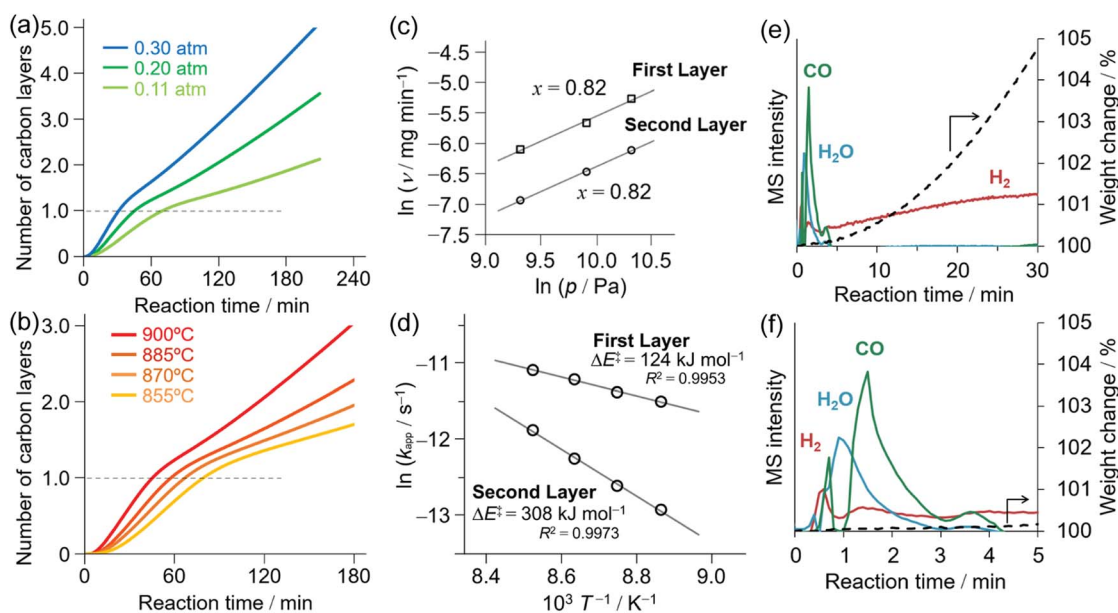 (a)
5.0
4.0
3.0
2.0
1.0
0
0.30 atm
0.20 atm
0.11 atm
Number of carbon layers
0 60 120 180 240
Reaction time / min
(b)
3.0
2.0
1.0
0
900ºC
885ºC
870ºC
855ºC
Number of carbon layers
0 60 120 180
Reaction time / min
(c)
−4.5
−5.0
−5.5
−6.0
−6.5
−7.0
−7.5
ln (v / mg min⁻¹)
First Layer
x = 0.82
Second Layer
x = 0.82
9.0 9.5 10.0 10.5
ln (p / Pa)
(d)
−11
−12
−13
ln (kapp / s⁻¹)
First Layer
ΔE‡ = 124 kJ mol⁻¹
R² = 0.9953
Second Layer
ΔE‡ = 308 kJ mol⁻¹
R² = 0.9973
8.4 8.6 8.8 9.0
10³ T⁻¹ / K⁻¹
(e)
MS intensity
CO
H₂O
H₂
105
104
103
102
101
100
Weight change / %
0 10 20 30
Reaction time / min
(f)
MS intensity
CO
H₂O
H₂
105
104
103
102
101
100
Weight change / %
0 1 2 3 4 5
Reaction time / min